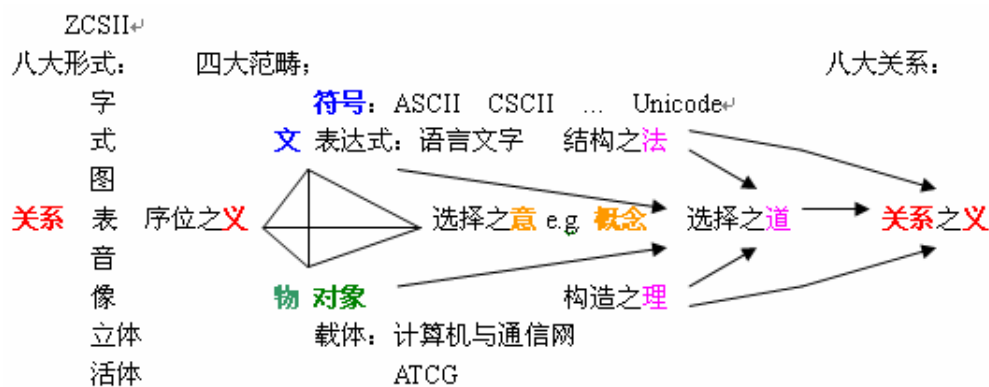 ZCSII
八大形式： 四大范畴； 八大关系：
字 符号：ASCII CSCII ... Unicode
式 文 表达式：语言文字 结构之法
图
关系 表 序位之义 选择之意 e.g. 概念 选择之道 关系之义
音
像 物 对象 构造之理
立体 载体：计算机与通信网
活体 ATCG